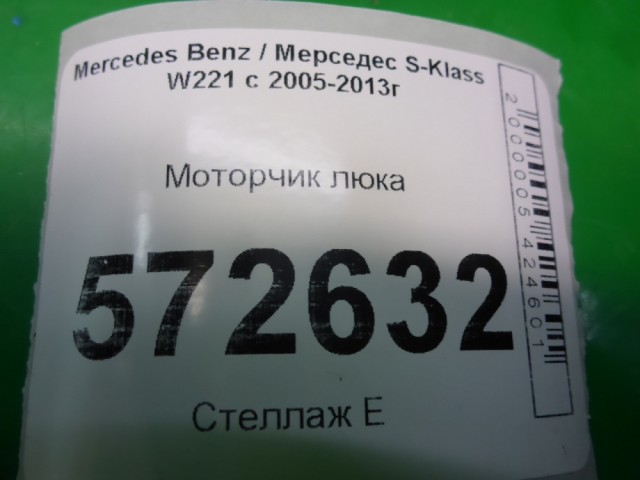 Mercedes Benz / Мерседес S-Klass
W221 с 2005-2013г
Моторчик люка
572632
Стеллаж Е
2000005424601